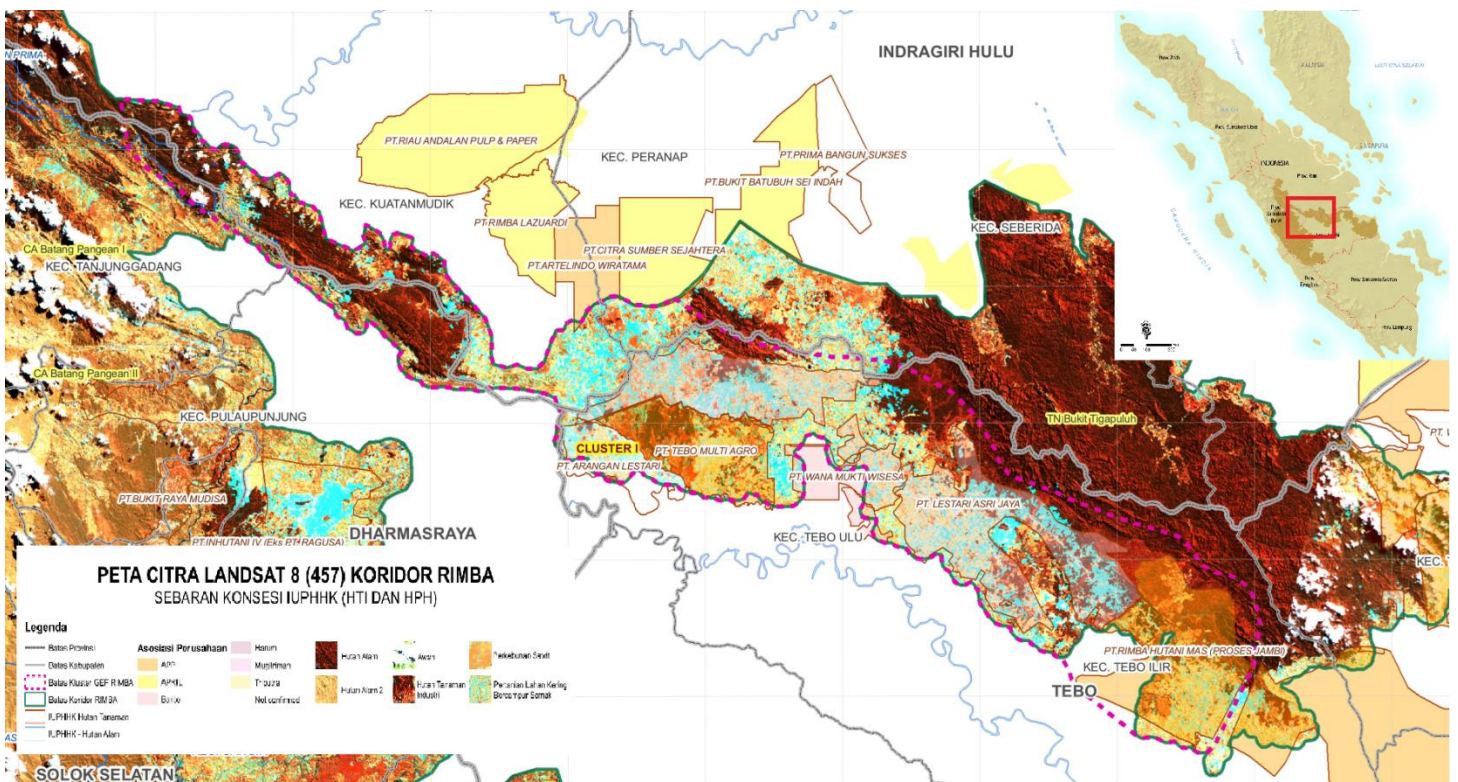 N PRIMA
INDRAGIRI HULU
PT.RIAU ANDALAN PULP & PAPER
KEC. PERANAP
PT.PRIMA BANGUN SUKSES
PT.BUKIT BATUBUH SEI INDAH
KEC. KUATANMUDIK
PT.RIMBA LAZUARDI
KEC. SEBERIDA
CA Batang Pangean I
KEC. TANJUNGGADANG
PT.CITRA SUMBER SEJAHTERA
PT.ARTELINDO WIRATAMA
CA Batang Pangean II
KEC. PULAUPUNJUNG
TN Bukit Tigapuluh
CLUSTER I
PT. TEBO MULTI AGRO
PT. ARANGAN LESTARI
PT. WANA MUKTI WISESA
PT.BUKIT RAYA MUDISA
PT. LESTARI ASRI JAYA
PT.INHUTANI IV (Eks PT.RAGUSA)
DHARMASRAYA
KEC. TEBO ULU
PT.RIMBA HUTANI MAS (PROSES JAMBI)
KEC. TEBO ILIR
TEBO
SOLOK SELATAN
INDONESIA
PETA CITRA LANDSAT 8 (457) KORIDOR RIMBA
SEBARAN KONSESI IUPHHK (HTI DAN HPH)
Legenda
Batas Provinsi
Batas Kabupaten
Batas Kluster GEF RIMBA
Batas Koridor RIMBA
IUPHHK Hutan Tanaman
IUPHHK - Hutan Alam
Asosiasi Perusahaan
APP
Harum
Not confirmed
Hutan Alam
Hutan Alam 2
Awan
Hutan Tanaman
Industri
Perkebunan Sawit
Pertanian Lahan Kering
Bercampur Semak